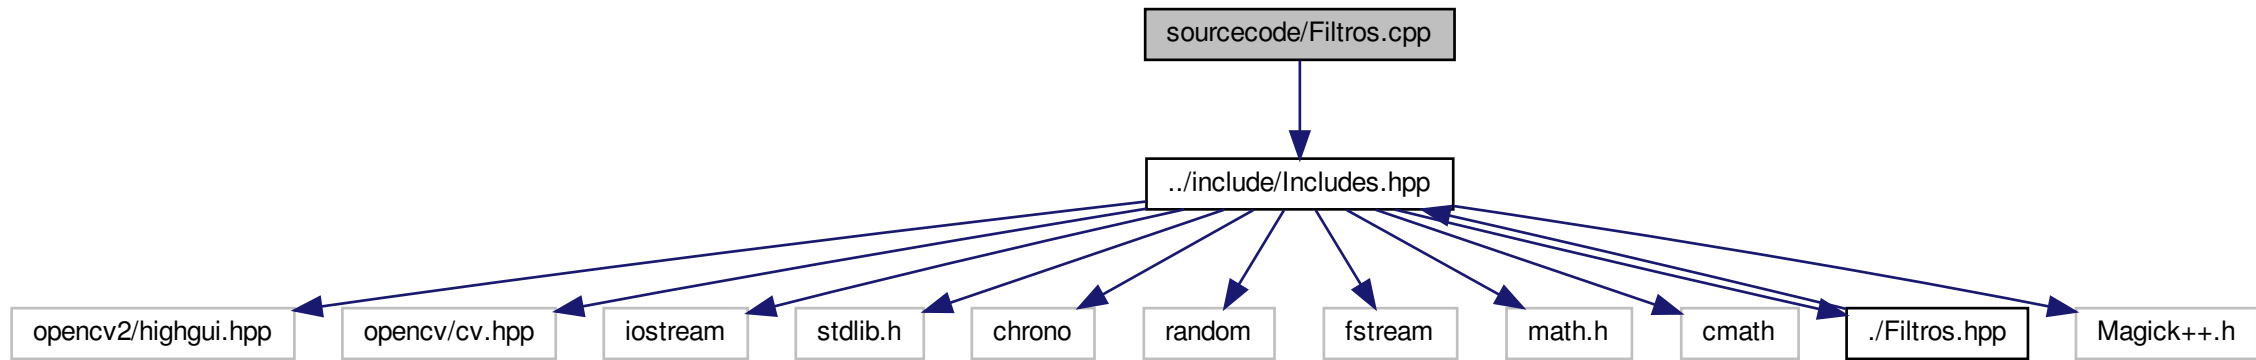 sourcecode/Filtros.cpp
../include/Includes.hpp
opencv2/highgui.hpp
opencv/cv.hpp
iostream
stdlib.h
chrono
random
fstream
math.h
cmath
./Filtros.hpp
Magick++.h